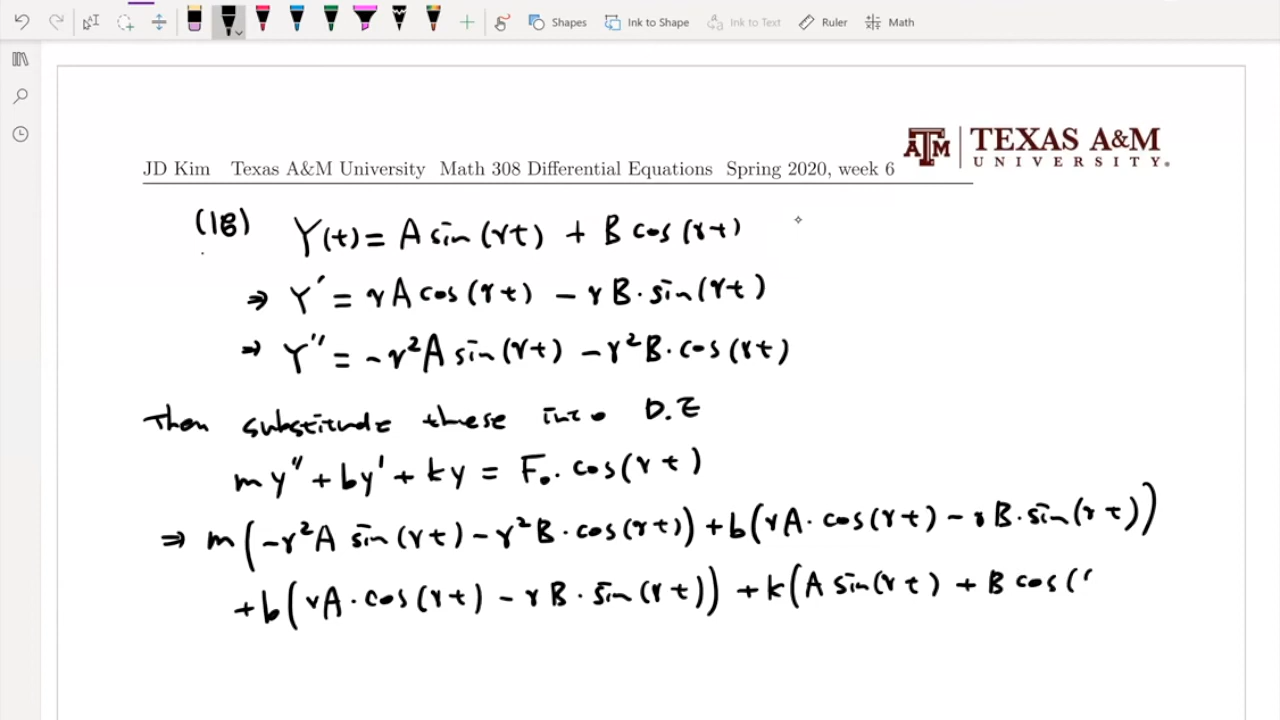 Shapes Ink to Shape Ink to Text Ruler Math
ATM TEXAS A&M
UNIVERSITY®
JD Kim Texas A&M University Math 308 Differential Equations Spring 2020, week 6
(1B) Y(t) = A sin(γt) + B cos(γt)
⇒ Y' = γA cos(γt) − γB·sin(γt)
⇒ Y'' = −γ²A sin(γt) − γ²B·cos(γt)
Then substitude these into D.E
my'' + by' + ky = F₀·cos(γt)
⇒ m(−γ²A sin(γt) − γ²B·cos(γt)) + b(γA·cos(γt) − γB·sin(γt))
+b(γA·cos(γt) − γB·sin(γt)) + k(A sin(γt) + B cos(